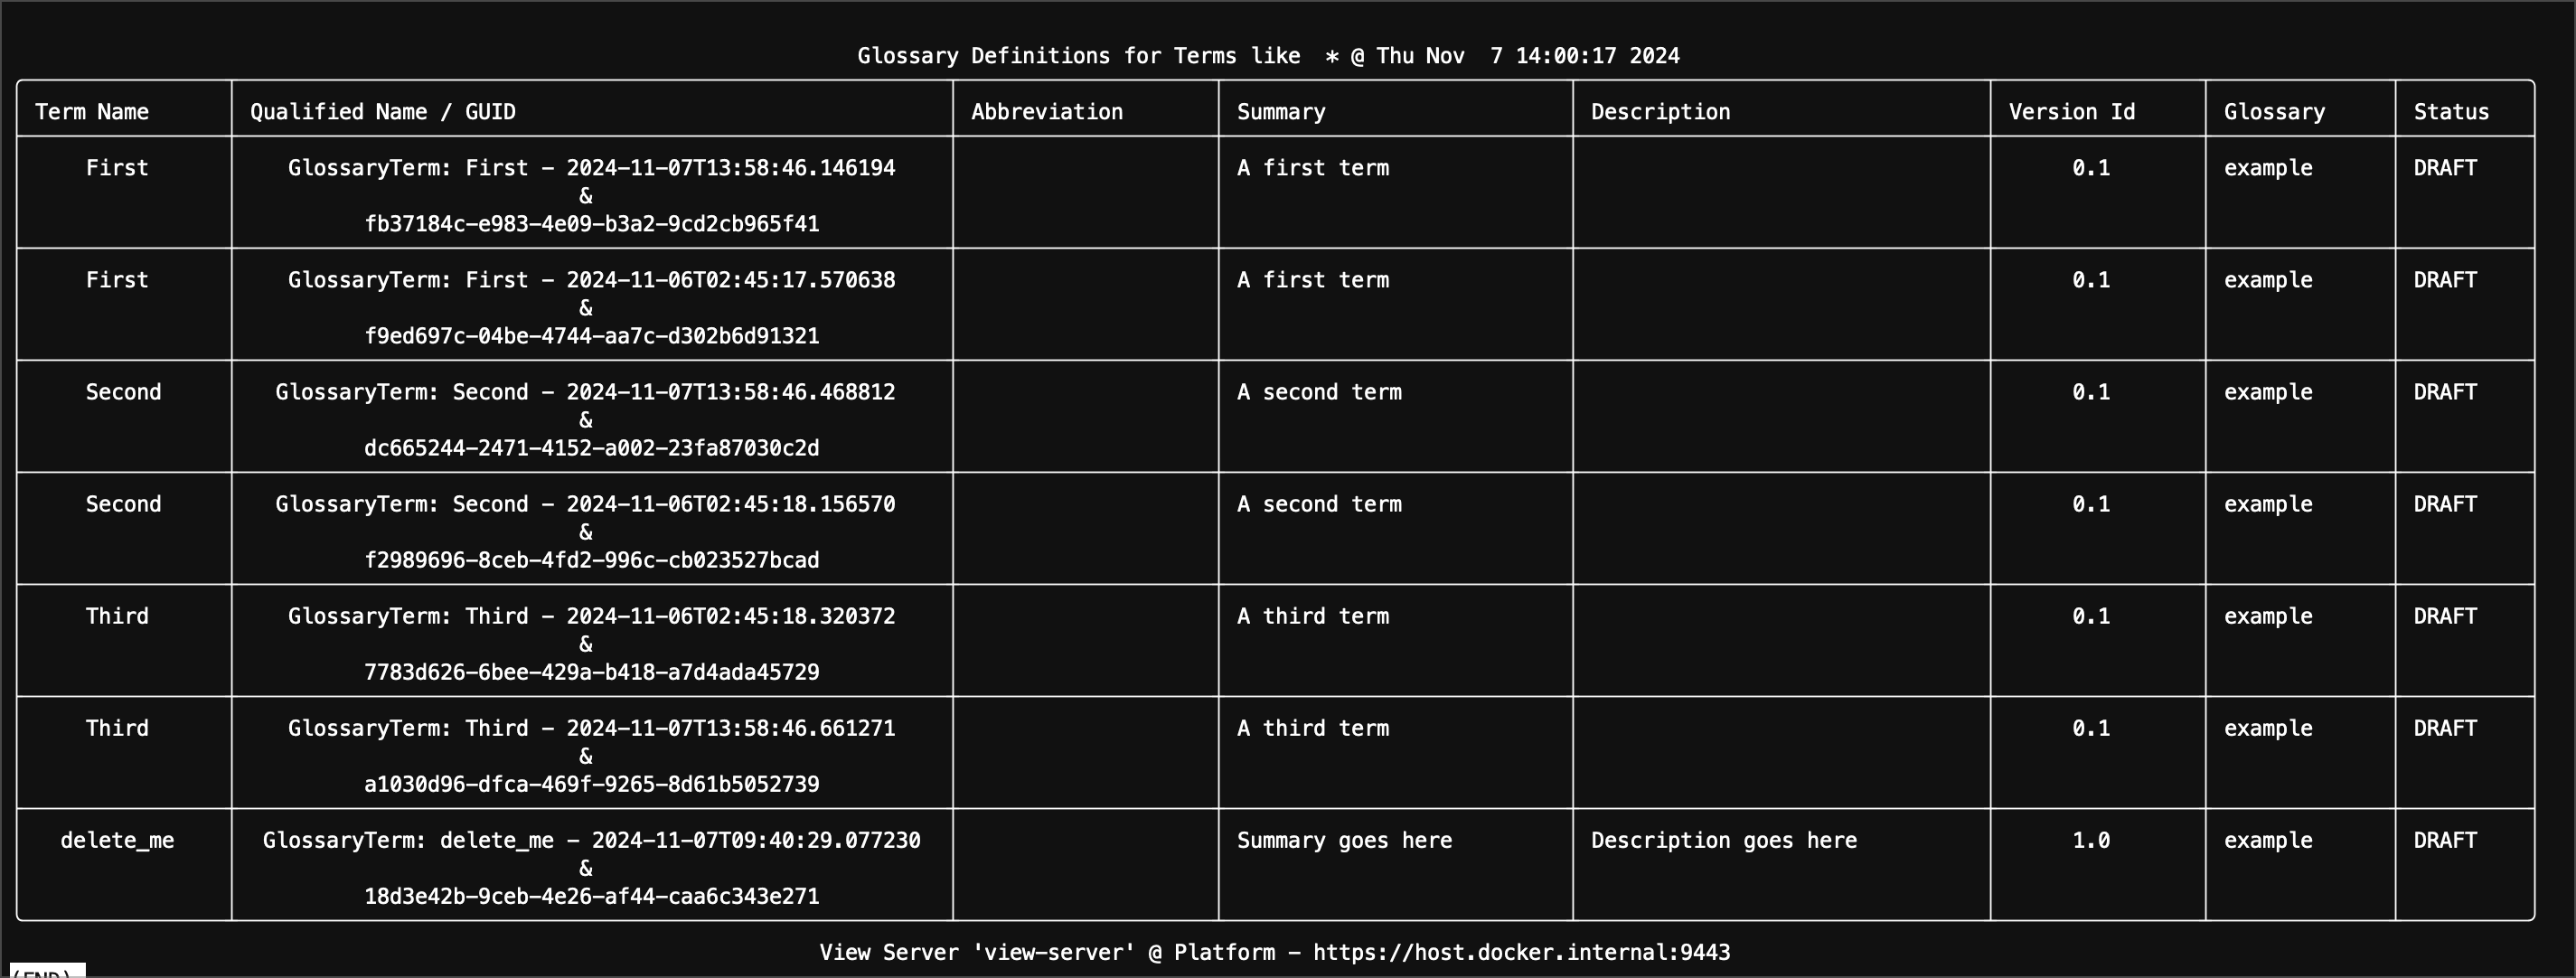 Glossary Definitions for Terms like  * @ Thu Nov  7 14:00:17 2024
Term Name Qualified Name / GUID Abbreviation Summary Description Version Id Glossary Status
First GlossaryTerm: First - 2024-11-07T13:58:46.146194 A first term 0.1 example DRAFT
&
fb37184c-e983-4e09-b3a2-9cd2cb965f41
First GlossaryTerm: First - 2024-11-06T02:45:17.570638 A first term 0.1 example DRAFT
&
f9ed697c-04be-4744-aa7c-d302b6d91321
Second GlossaryTerm: Second - 2024-11-07T13:58:46.468812 A second term 0.1 example DRAFT
&
dc665244-2471-4152-a002-23fa87030c2d
Second GlossaryTerm: Second - 2024-11-06T02:45:18.156570 A second term 0.1 example DRAFT
&
f2989696-8ceb-4fd2-996c-cb023527bcad
Third GlossaryTerm: Third - 2024-11-06T02:45:18.320372 A third term 0.1 example DRAFT
&
7783d626-6bee-429a-b418-a7d4ada45729
Third GlossaryTerm: Third - 2024-11-07T13:58:46.661271 A third term 0.1 example DRAFT
&
a1030d96-dfca-469f-9265-8d61b5052739
delete_me GlossaryTerm: delete_me - 2024-11-07T09:40:29.077230 Summary goes here Description goes here 1.0 example DRAFT
&
18d3e42b-9ceb-4e26-af44-caa6c343e271
View Server 'view-server' @ Platform - https://host.docker.internal:9443
(END)